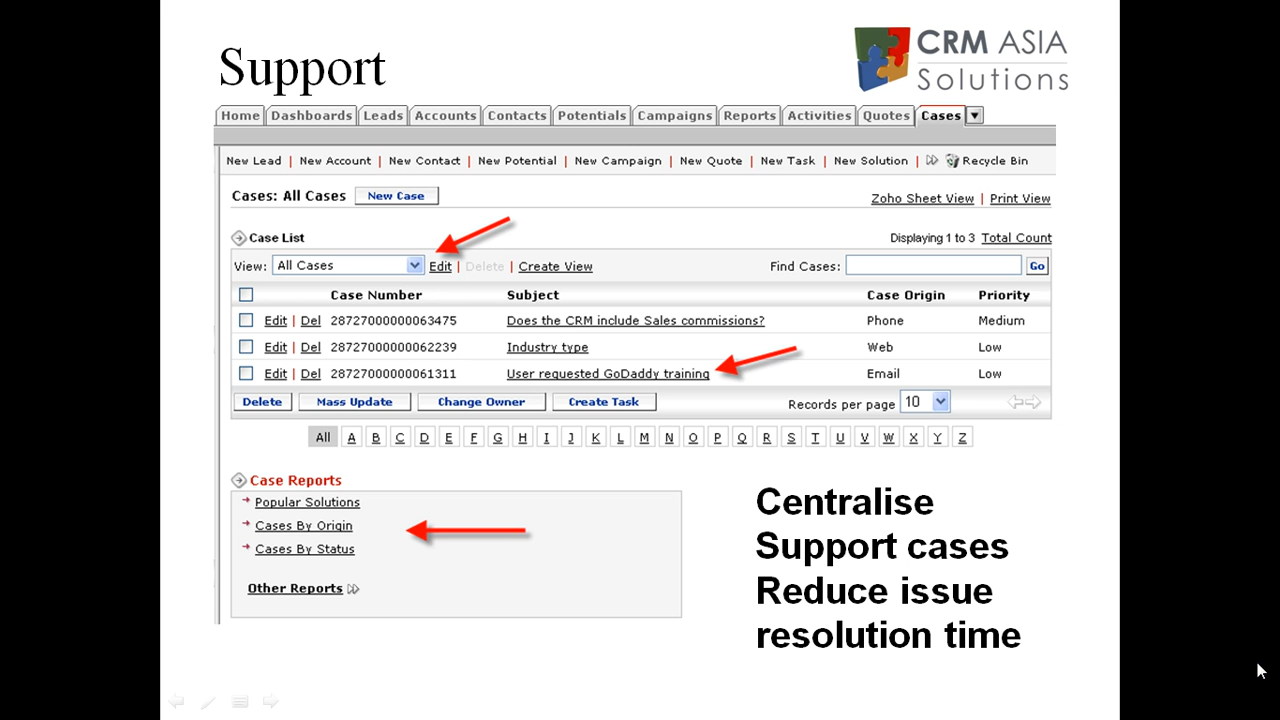 Support
CRM ASIA
Solutions
Home Dashboards Leads Accounts Contacts Potentials Campaigns Reports Activities Quotes Cases
New Lead | New Account | New Contact | New Potential | New Campaign | New Quote | New Task | New Solution | Recycle Bin
Cases: All Cases New Case Zoho Sheet View | Print View
Case List Displaying 1 to 3 Total Count
View: All Cases Edit | Delete | Create View Find Cases: Go
Case Number Subject Case Origin Priority
Edit | Del 28727000000063475 Does the CRM include Sales commissions? Phone Medium
Edit | Del 28727000000062239 Industry type Web Low
Edit | Del 28727000000061311 User requested GoDaddy training Email Low
Delete Mass Update Change Owner Create Task Records per page 10
All A B C D E F G H I J K L M N O P Q R S T U V W X Y Z
Case Reports
Popular Solutions
Cases By Origin
Cases By Status
Other Reports
Centralise
Support cases
Reduce issue
resolution time